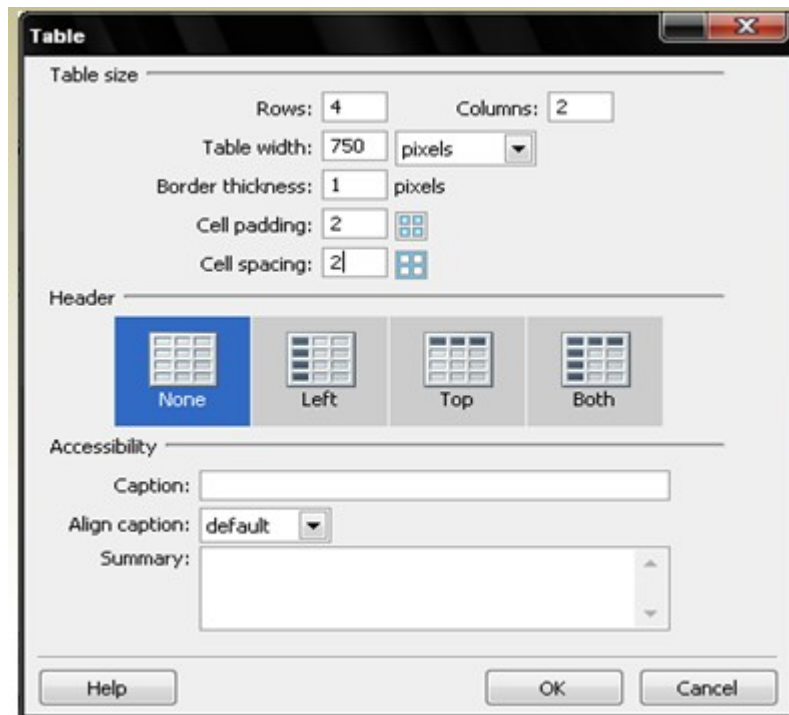 Table
Table size
Rows: 4 Columns: 2
Table width: 750 pixels
Border thickness: 1 pixels
Cell padding: 2
Cell spacing: 2
Header
None Left Top Both
Accessibility
Caption:
Align caption: default
Summary:
Help OK Cancel